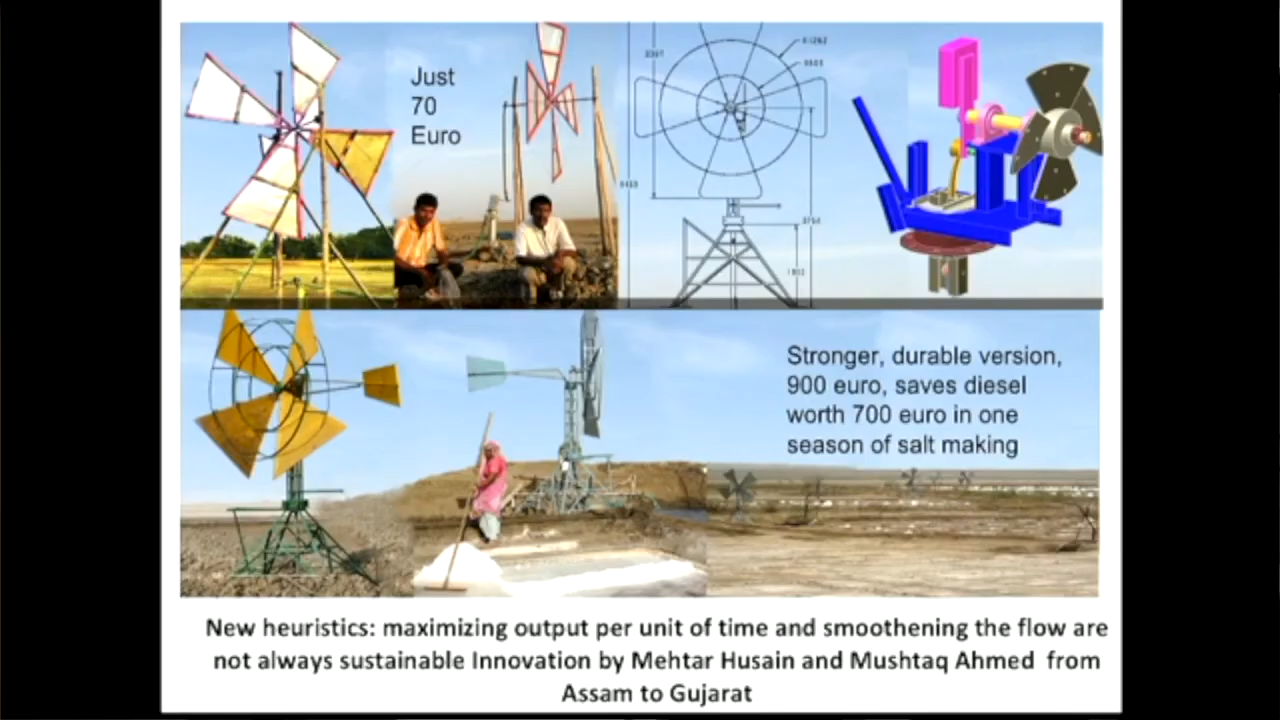 Just
70
Euro
Stronger, durable version,
900 euro, saves diesel
worth 700 euro in one
season of salt making
New heuristics: maximizing output per unit of time and smoothening the flow are
not always sustainable Innovation by Mehtar Husain and Mushtaq Ahmed from
Assam to Gujarat